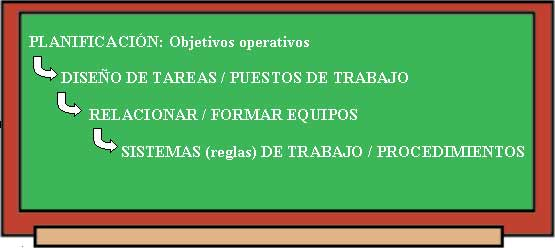 PLANIFICACIÓN: Objetivos operativos
DISEÑO DE TAREAS / PUESTOS DE TRABAJO
RELACIONAR / FORMAR EQUIPOS
SISTEMAS (reglas) DE TRABAJO / PROCEDIMIENTOS